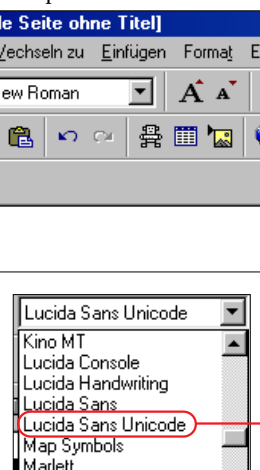 le Seite ohne Titel]
Wechseln zu Einfügen Format E
ew Roman A A
Lucida Sans Unicode
Kino MT
Lucida Console
Lucida Handwriting
Lucida Sans
Lucida Sans Unicode
Map Symbols
Marlett